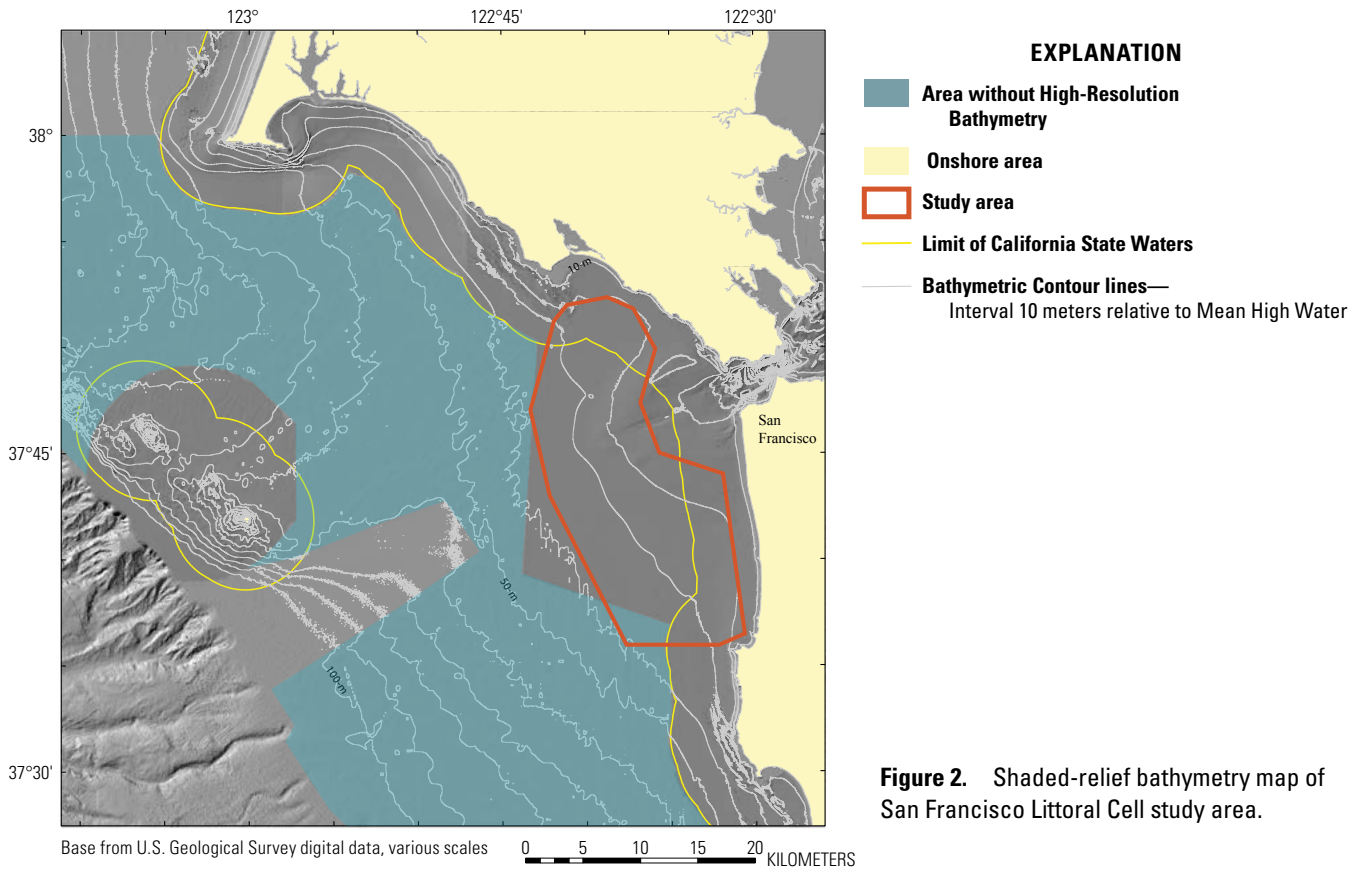 123°
122°45'
122°30'
38°
37°45'
37°30'
10-m
San
Francisco
50-m
100-m
Base from U.S. Geological Survey digital data, various scales
0 5 10 15 20 KILOMETERS
EXPLANATION
Area without High-Resolution
Bathymetry
Onshore area
Study area
Limit of California State Waters
Bathymetric Contour lines—
Interval 10 meters relative to Mean High Water
Figure 2. Shaded-relief bathymetry map of
San Francisco Littoral Cell study area.